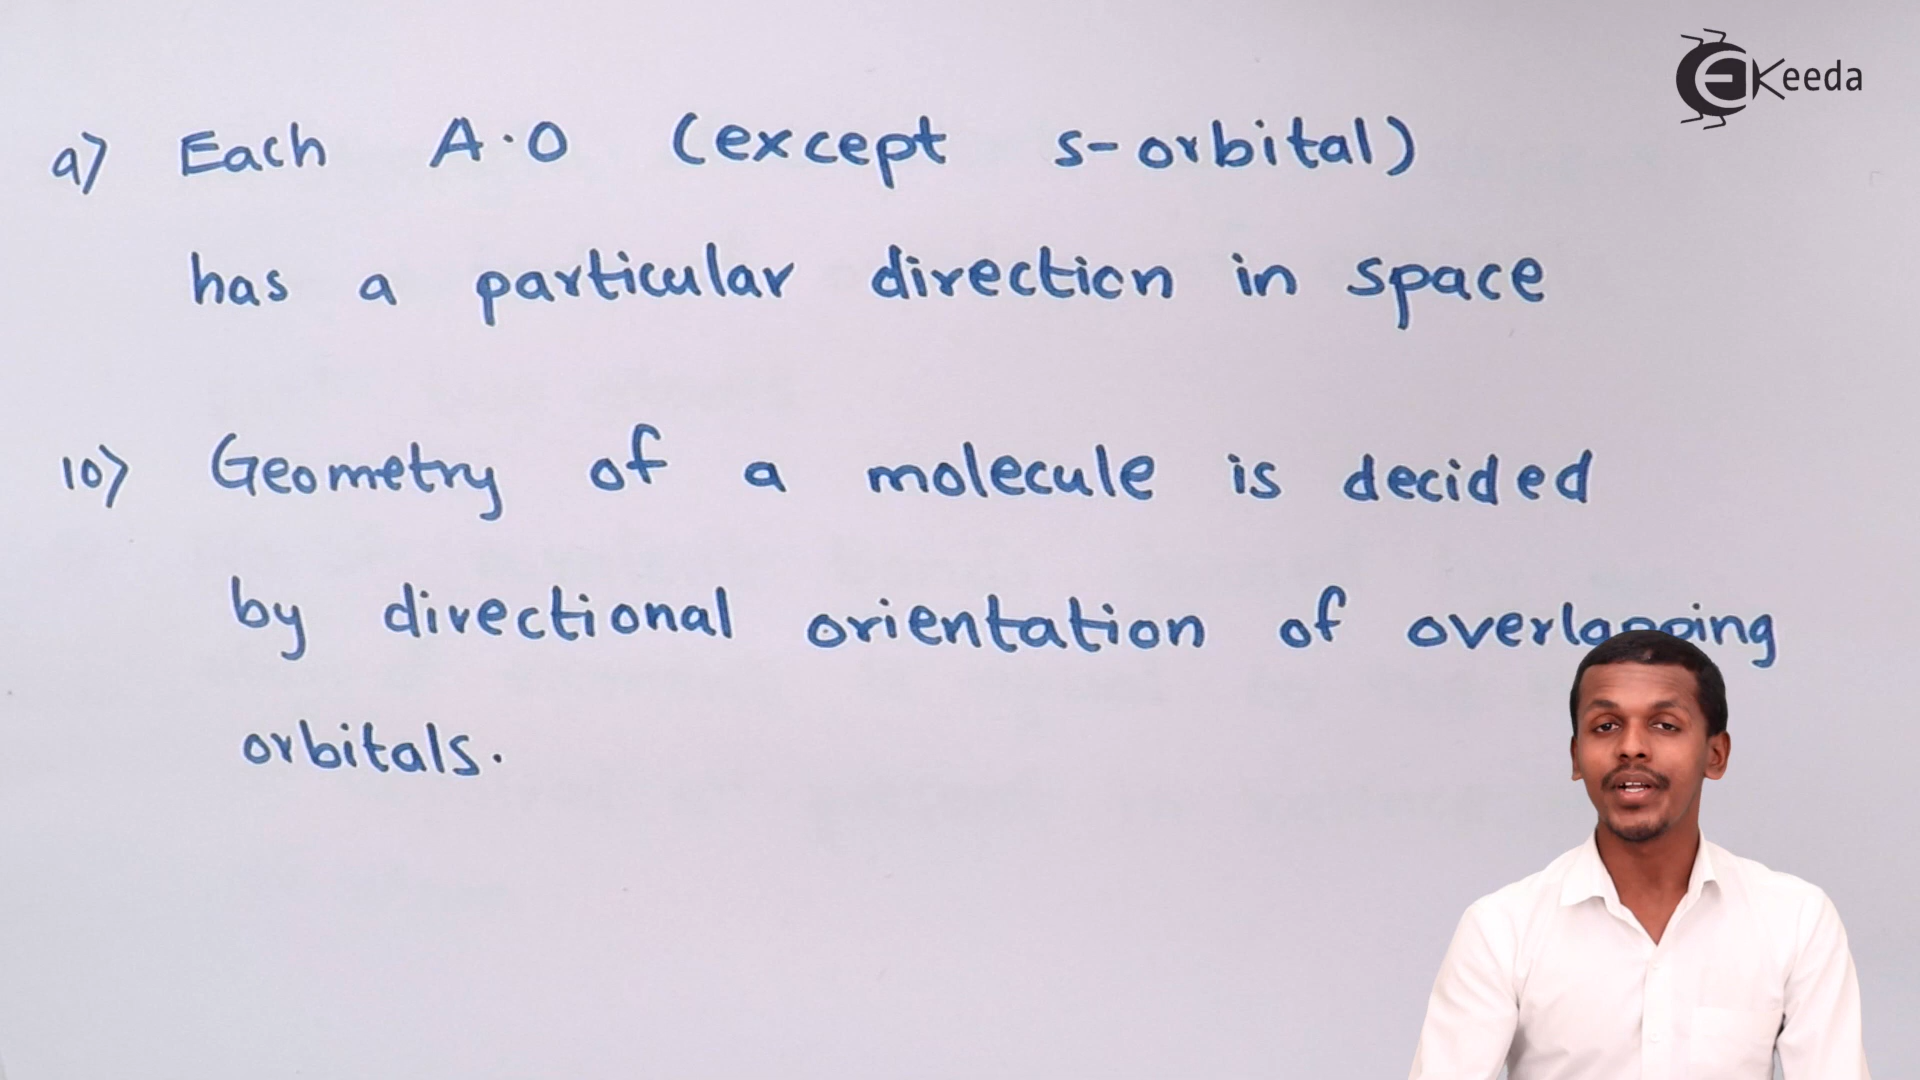 EKeeda
9) Each A.O (except s-orbital)
has a particular direction in space
10) Geometry of a molecule is decided
by directional orientation of overlapping
orbitals.